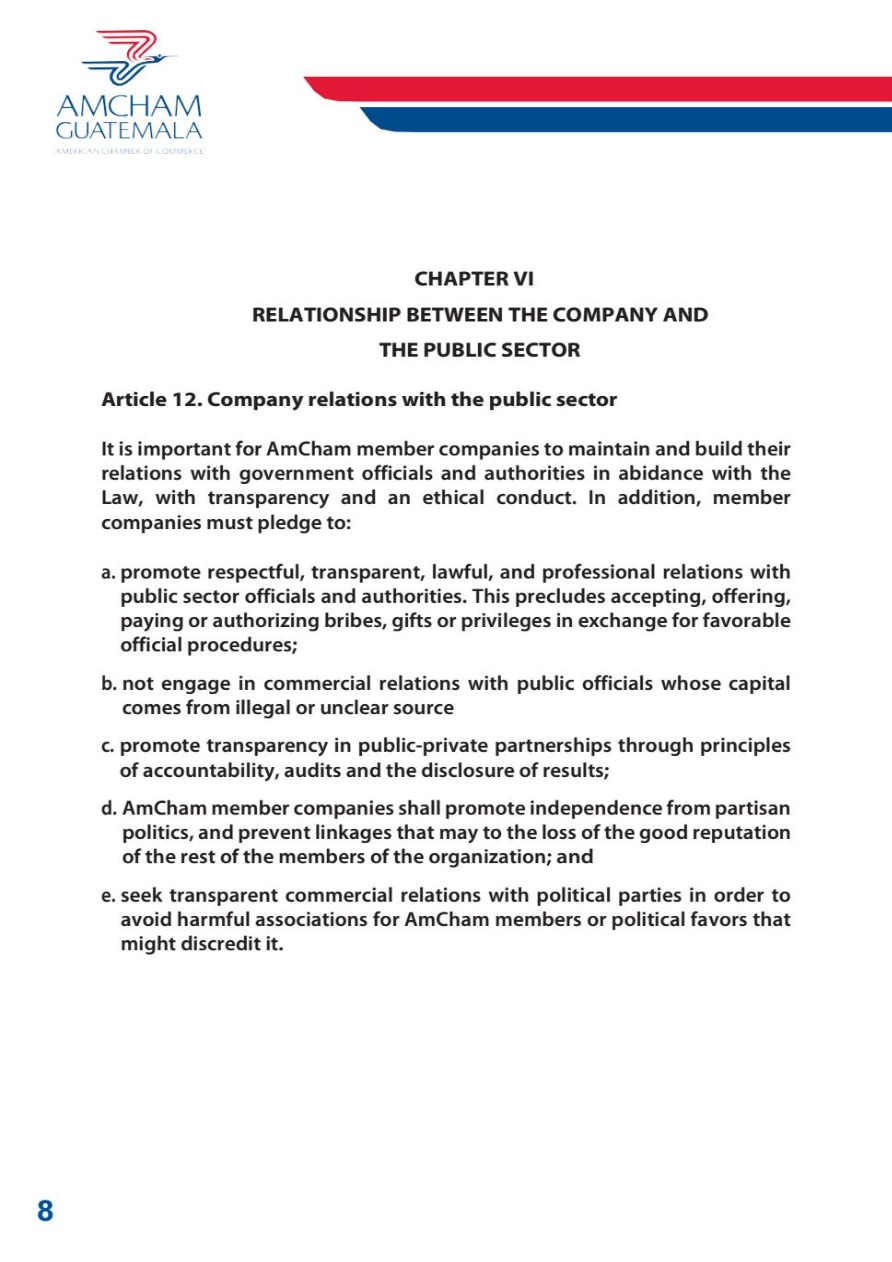 AMCHAM
GUATEMALA
AMERICAN CHAMBER OF COMMERCE
CHAPTER VI
RELATIONSHIP BETWEEN THE COMPANY AND
THE PUBLIC SECTOR
Article 12. Company relations with the public sector
It is important for AmCham member companies to maintain and build their
relations with government officials and authorities in abidance with the
Law, with transparency and an ethical conduct. In addition, member
companies must pledge to:
a. promote respectful, transparent, lawful, and professional relations with
public sector officials and authorities. This precludes accepting, offering,
paying or authorizing bribes, gifts or privileges in exchange for favorable
official procedures;
b. not engage in commercial relations with public officials whose capital
comes from illegal or unclear source
c. promote transparency in public-private partnerships through principles
of accountability, audits and the disclosure of results;
d. AmCham member companies shall promote independence from partisan
politics, and prevent linkages that may to the loss of the good reputation
of the rest of the members of the organization; and
e. seek transparent commercial relations with political parties in order to
avoid harmful associations for AmCham members or political favors that
might discredit it.
8